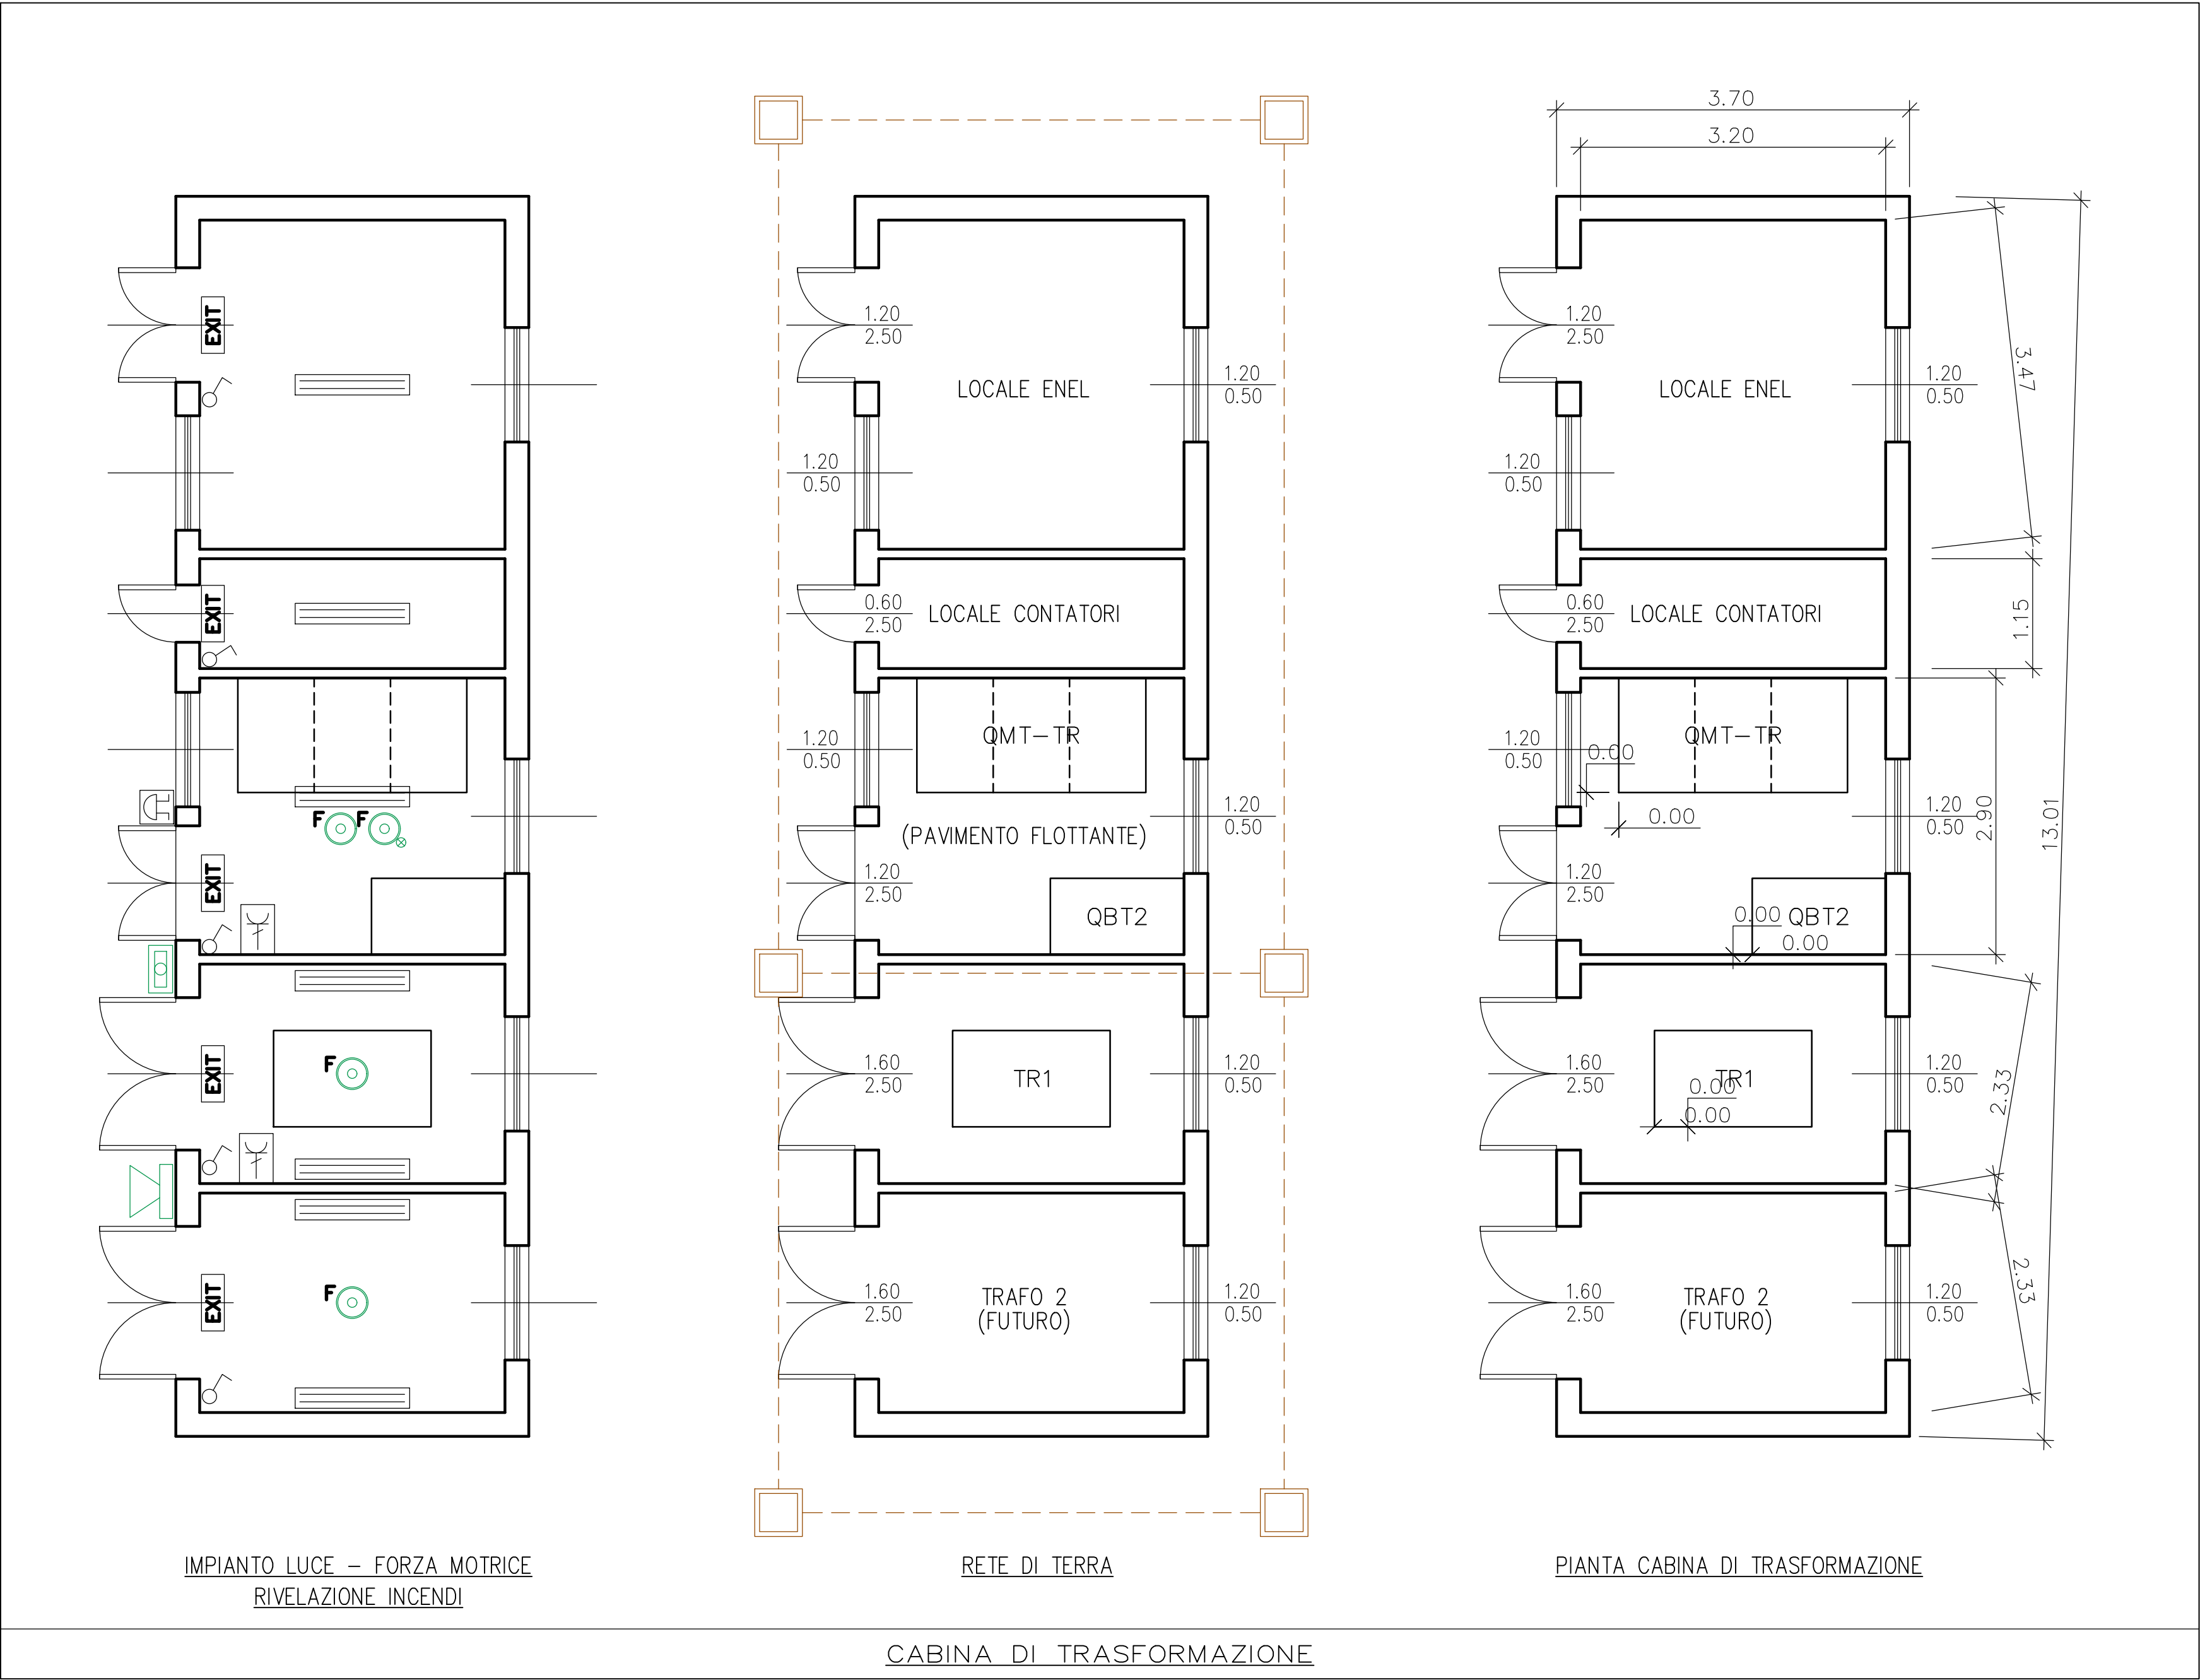 EXIT
EXIT
F
F
EXIT
F
EXIT
F
EXIT
IMPIANTO LUCE – FORZA MOTRICE
RIVELAZIONE INCENDI
1.20
2.50
LOCALE ENEL
1.20
0.50
1.20
0.50
0.60
2.50
LOCALE CONTATORI
QMT–TR
1.20
0.50
1.20
0.50
(PAVIMENTO FLOTTANTE)
1.20
2.50
QBT2
1.60
2.50
TR1
1.20
0.50
1.60
2.50
TRAFO 2
(FUTURO)
1.20
0.50
RETE DI TERRA
3.70
3.20
1.20
2.50
3.47
LOCALE ENEL
1.20
0.50
1.20
0.50
0.60
2.50
LOCALE CONTATORI
1.15
QMT–TR
1.20
0.50
0.00
0.00
1.20
0.50
2.90
13.01
1.20
2.50
0.00
QBT2
0.00
1.60
2.50
TR1
0.00
0.00
1.20
0.50
2.33
1.60
2.50
TRAFO 2
(FUTURO)
1.20
0.50
2.33
PIANTA CABINA DI TRASFORMAZIONE
CABINA DI TRASFORMAZIONE